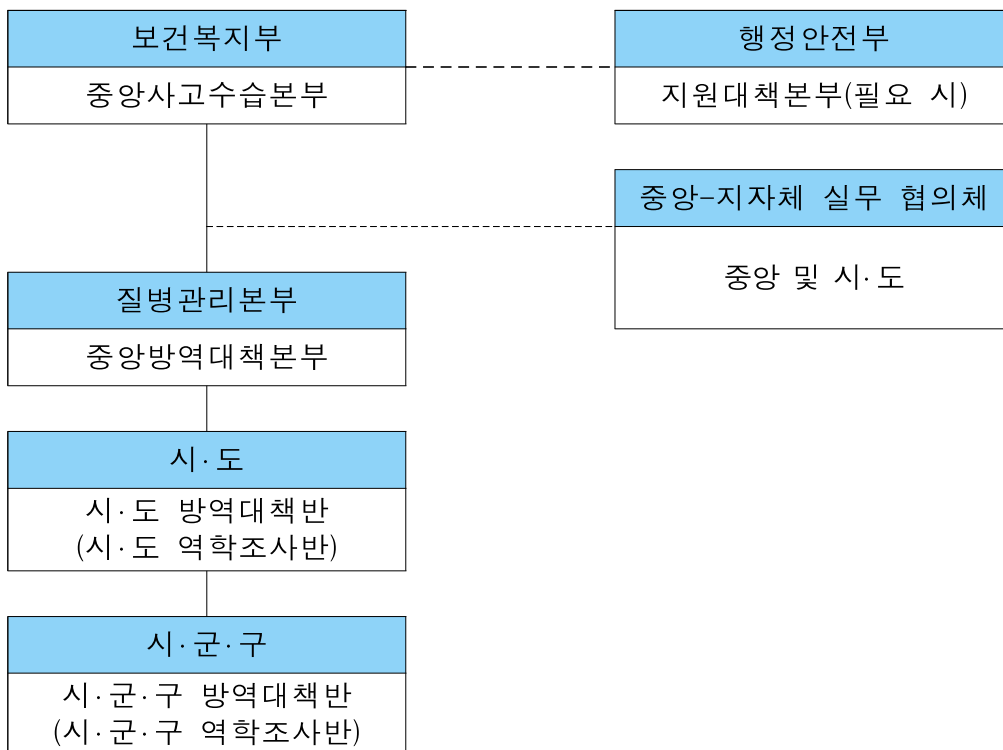 보건복지부
중앙사고수습본부
행정안전부
지원대책본부(필요 시)
중앙-지자체 실무 협의체
중앙 및 시·도
질병관리본부
중앙방역대책본부
시·도
시·도 방역대책반
(시·도 역학조사반)
시·군·구
시·군·구 방역대책반
(시·군·구 역학조사반)